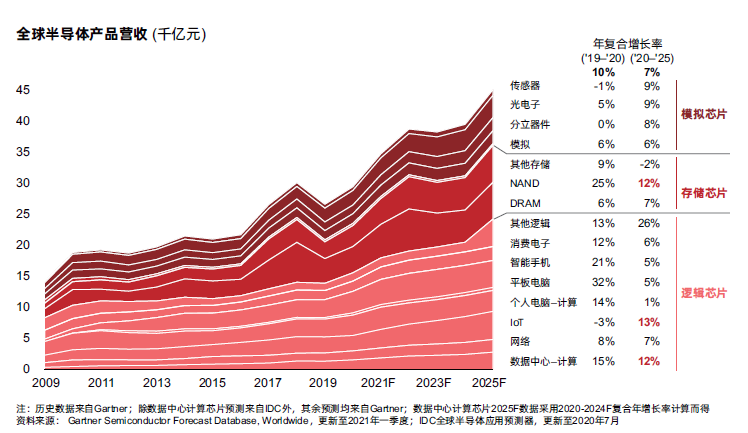 全球半导体产品营收 (千亿元)
年复合增长率
('19–'20) ('20–'25)
10% 7%
传感器 -1% 9%
光电子 5% 9%
分立器件 0% 8%
模拟 6% 6%
模拟芯片
其他存储 9% -2%
NAND 25% 12%
DRAM 6% 7%
存储芯片
其他逻辑 13% 26%
消费电子 12% 6%
智能手机 21% 5%
平板电脑 32% 5%
个人电脑–计算 14% 1%
IoT -3% 13%
网络 8% 7%
数据中心–计算 15% 12%
逻辑芯片
45
40
35
30
25
20
15
10
5
0
2009 2011 2013 2015 2017 2019 2021F 2023F 2025F
注：历史数据来自Gartner；除数据中心计算芯片预测来自IDC外，其余预测均来自Gartner；数据中心计算芯片2025F数据采用2020-2024F复合年增长率计算而得
资料来源： Gartner Semiconductor Forecast Database, Worldwide，更新至2021年一季度；IDC全球半导体应用预测器，更新至2020年7月